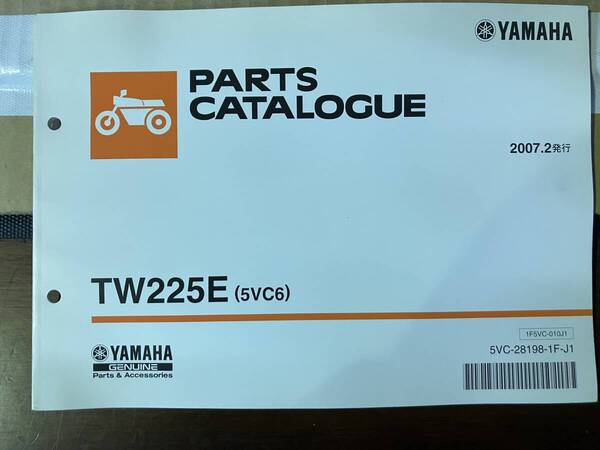 YAMAHA
PARTS
CATALOGUE
2007.2発行
TW225E (5VC6)
YAMAHA
GENUINE
Parts & Accessories
1F5VC-010J1
5VC-28198-1F-J1